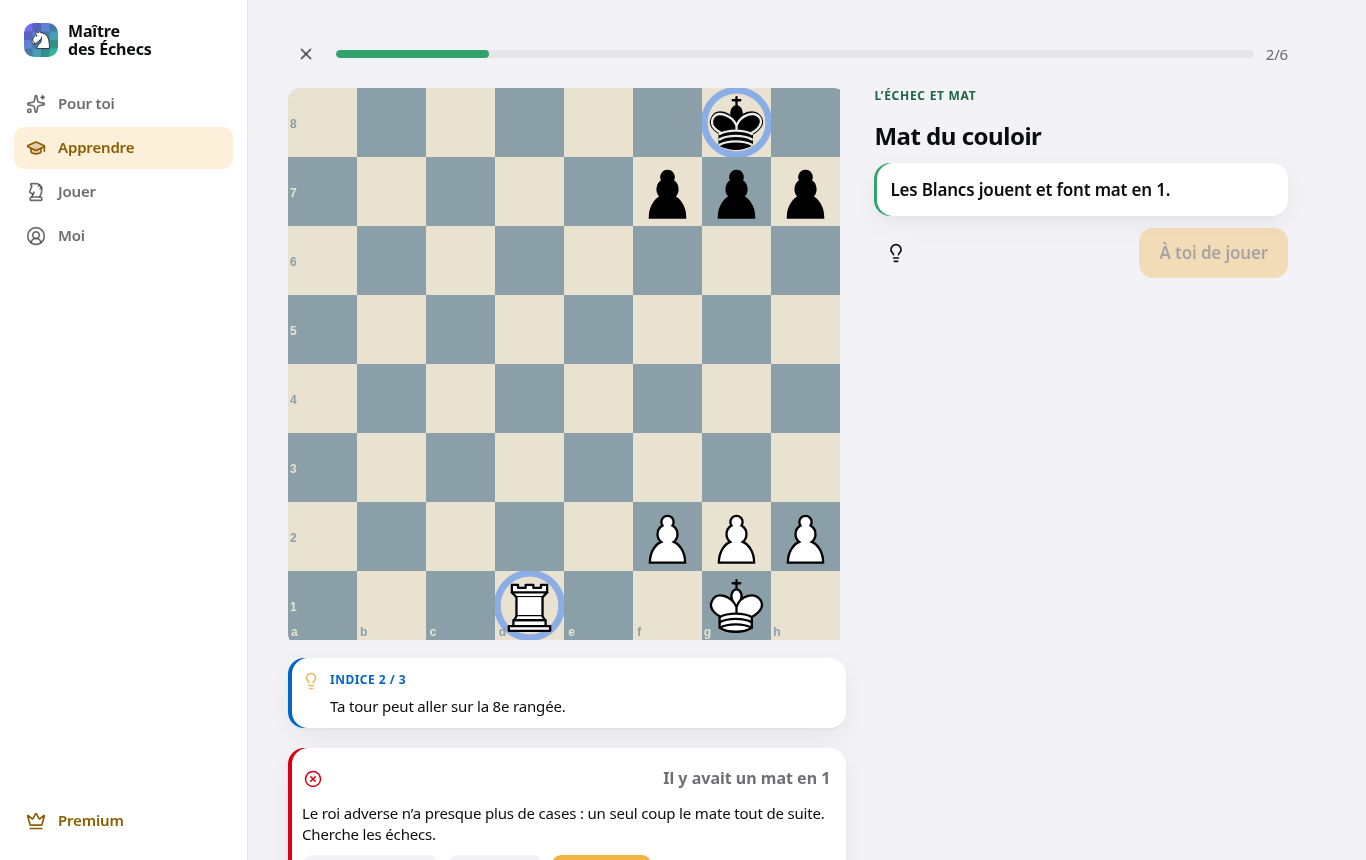 Maître
des Échecs
Pour toi
Apprendre
Jouer
Moi
Premium
2/6
8
7
6
5
4
3
2
1
a b c d e f g h
L'ÉCHEC ET MAT
Mat du couloir
Les Blancs jouent et font mat en 1.
À toi de jouer
INDICE 2 / 3
Ta tour peut aller sur la 8e rangée.
Il y avait un mat en 1
Le roi adverse n’a presque plus de cases : un seul coup le mate tout de suite.
Cherche les échecs.